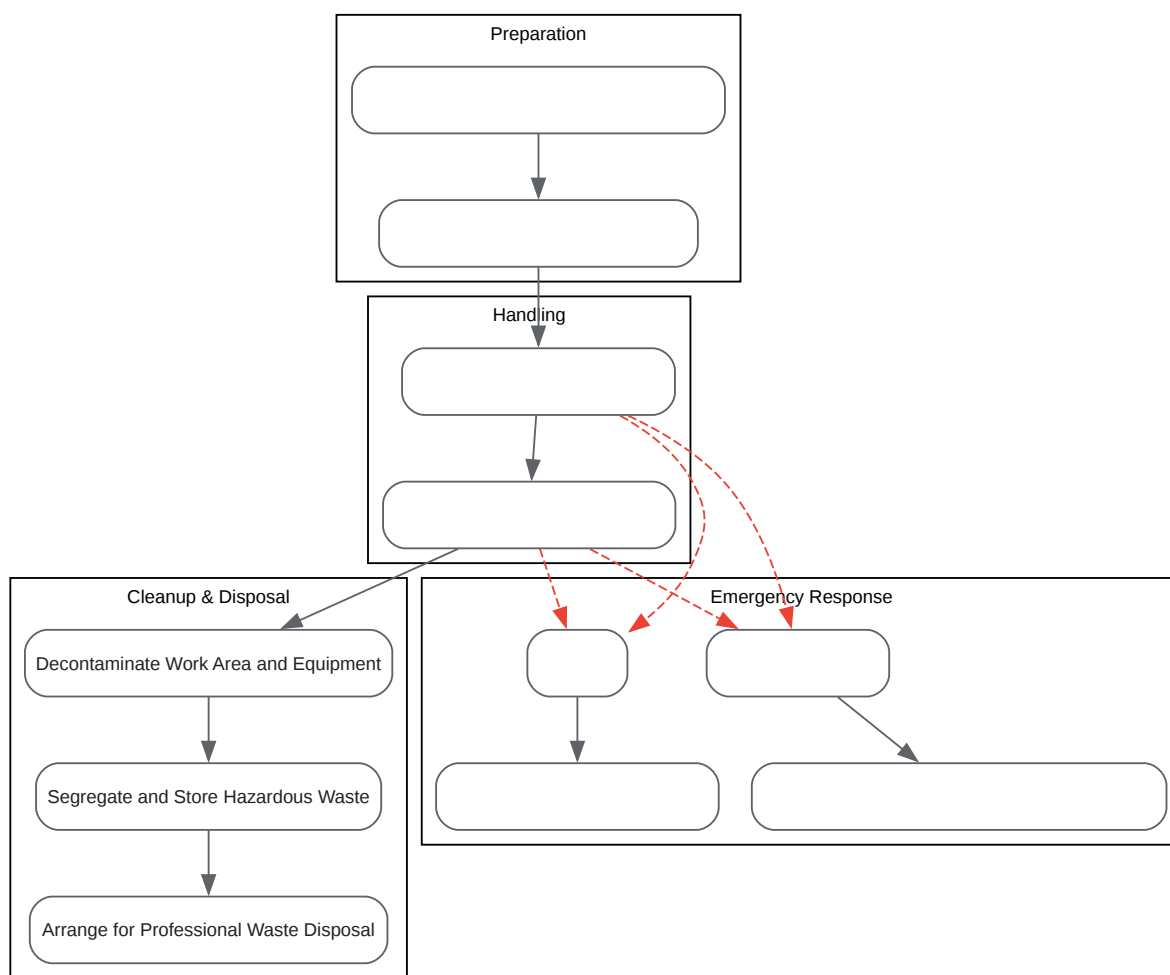 Preparation
Handling
Cleanup & Disposal
Emergency Response
Decontaminate Work Area and Equipment
Segregate and Store Hazardous Waste
Arrange for Professional Waste Disposal